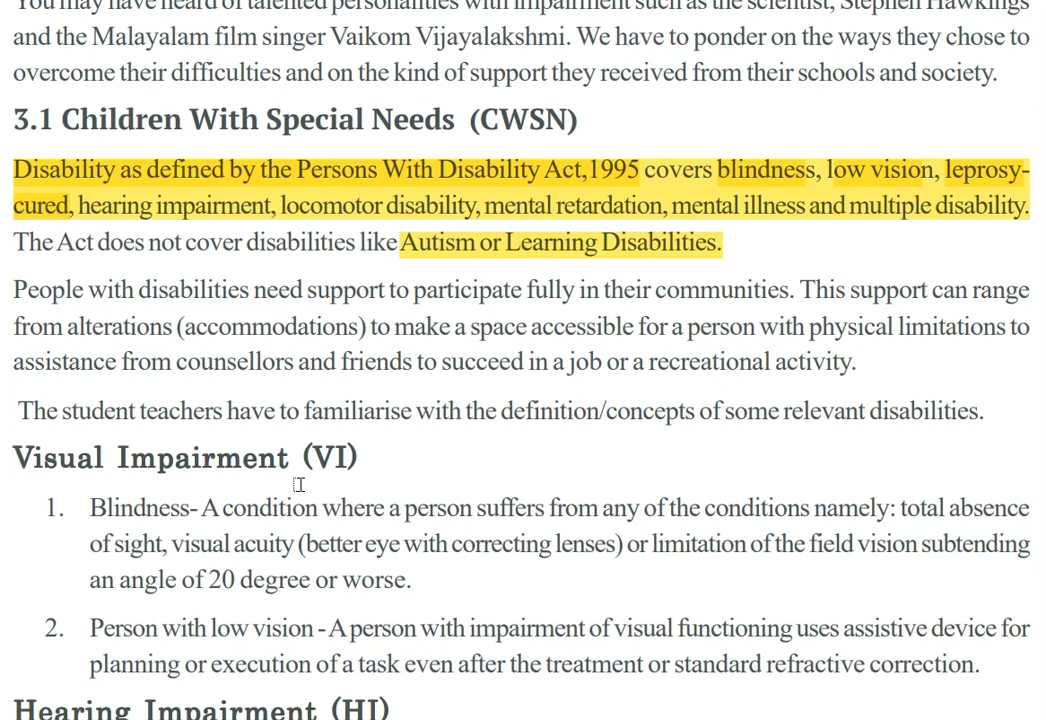 You may have heard of talented personalities with impairment such as the scientist, Stephen Hawkings
and the Malayalam film singer Vaikom Vijayalakshmi. We have to ponder on the ways they chose to
overcome their difficulties and on the kind of support they received from their schools and society.
3.1 Children With Special Needs (CWSN)
Disability as defined by the Persons With Disability Act,1995 covers blindness, low vision, leprosy-
cured, hearing impairment, locomotor disability, mental retardation, mental illness and multiple disability.
The Act does not cover disabilities like Autism or Learning Disabilities.
People with disabilities need support to participate fully in their communities. This support can range
from alterations (accommodations) to make a space accessible for a person with physical limitations to
assistance from counsellors and friends to succeed in a job or a recreational activity.
The student teachers have to familiarise with the definition/concepts of some relevant disabilities.
Visual Impairment (VI)
1. Blindness- A condition where a person suffers from any of the conditions namely: total absence
of sight, visual acuity (better eye with correcting lenses) or limitation of the field vision subtending
an angle of 20 degree or worse.
2. Person with low vision - A person with impairment of visual functioning uses assistive device for
planning or execution of a task even after the treatment or standard refractive correction.
Hearing Impairment (HI)